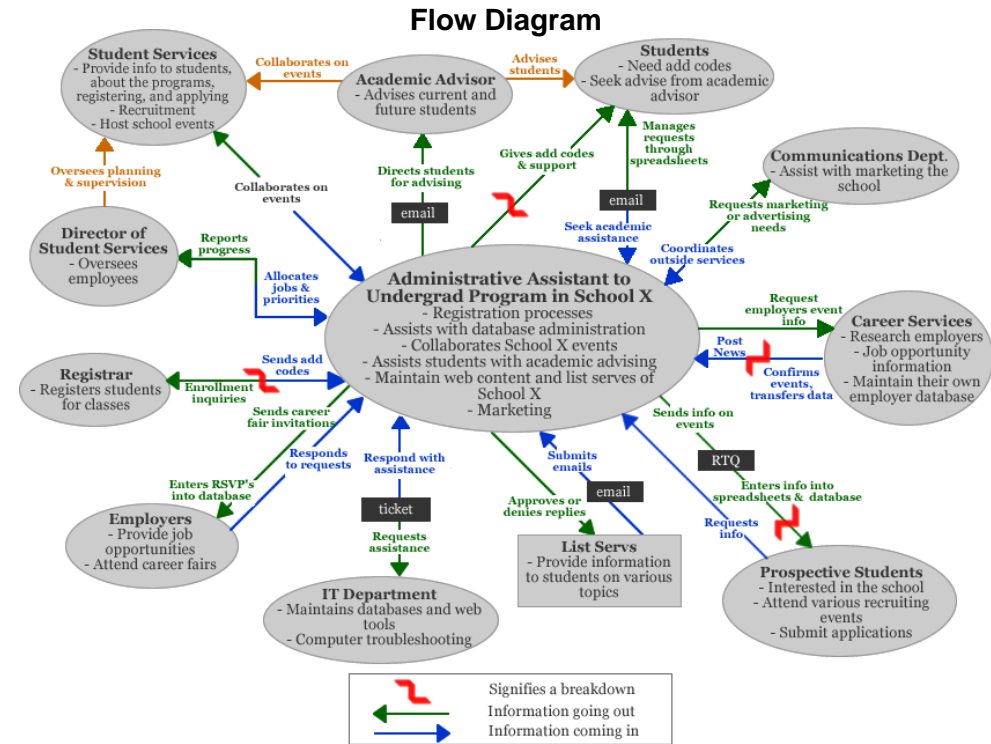 Flow Diagram
Student Services
- Provide info to students,
about the programs,
registering, and applying
- Recruitment
- Host school events
Collaborates on
events
Academic Advisor
- Advises current and
future students
Advises
students
Students
- Need add codes
- Seek advise from academic
advisor
Oversees planning
& supervision
Collaborates on
events
Directs students
for advising
email
Gives add codes
& support
Manages
requests
through
spreadsheets
email
Seek academic
assistance
Communications Dept.
- Assist with marketing the
school
Requests marketing
or advertising
needs
Coordinates
outside services
Director of
Student Services
- Oversees
employees
Reports
progress
Allocates
jobs &
priorities
Administrative Assistant to
Undergrad Program in School X
- Registration processes
- Assists with database administration
- Collaborates School X events
- Assists students with academic advising
- Maintain web content and list serves of
School X
- Marketing
Request
employers event
info
Post
News
Confirms
events,
transfers data
Career Services
- Research employers
- Job opportunity
information
- Maintain their own
employer database
Registrar
- Registers students
for classes
Sends add
codes
Enrollment
inquiries
Sends career
fair invitations
Responds
to requests
Enters RSVP's
into database
Employers
- Provide job
opportunities
- Attend career fairs
Respond with
assistance
ticket
Requests
assistance
IT Department
- Maintains databases and web
tools
- Computer troubleshooting
Submits
emails
email
Approves or
denies replies
List Servs
- Provide information
to students on various
topics
Sends info on
events
RTQ
Enters info into
spreadsheets & database
Requests
info
Prospective Students
- Interested in the school
- Attend various recruiting
events
- Submit applications
Signifies a breakdown
Information going out
Information coming in